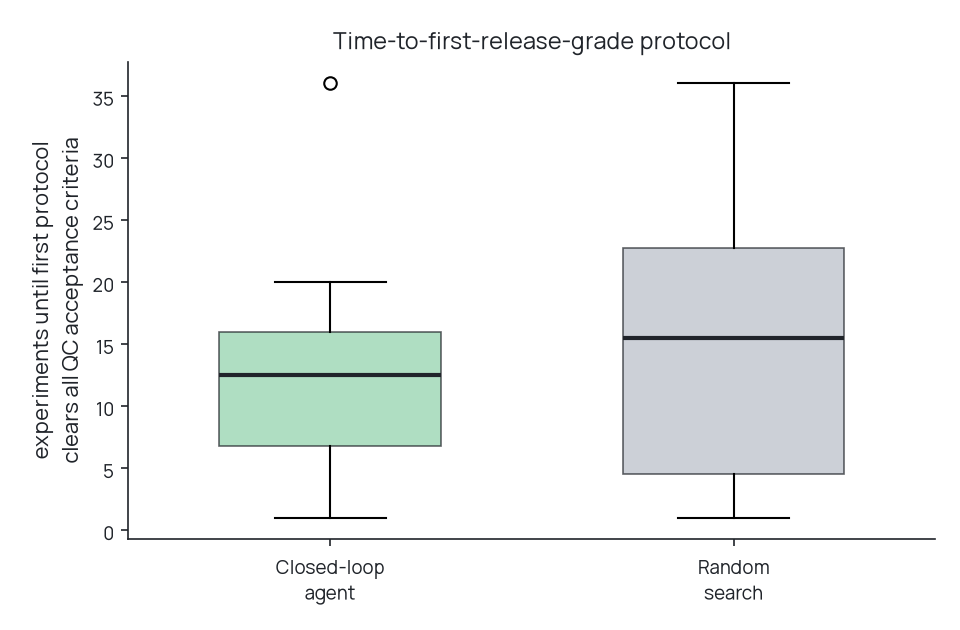 Time-to-first-release-grade protocol
experiments until first protocol
clears all QC acceptance criteria
35
30
25
20
15
10
5
0
Closed-loop
agent
Random
search